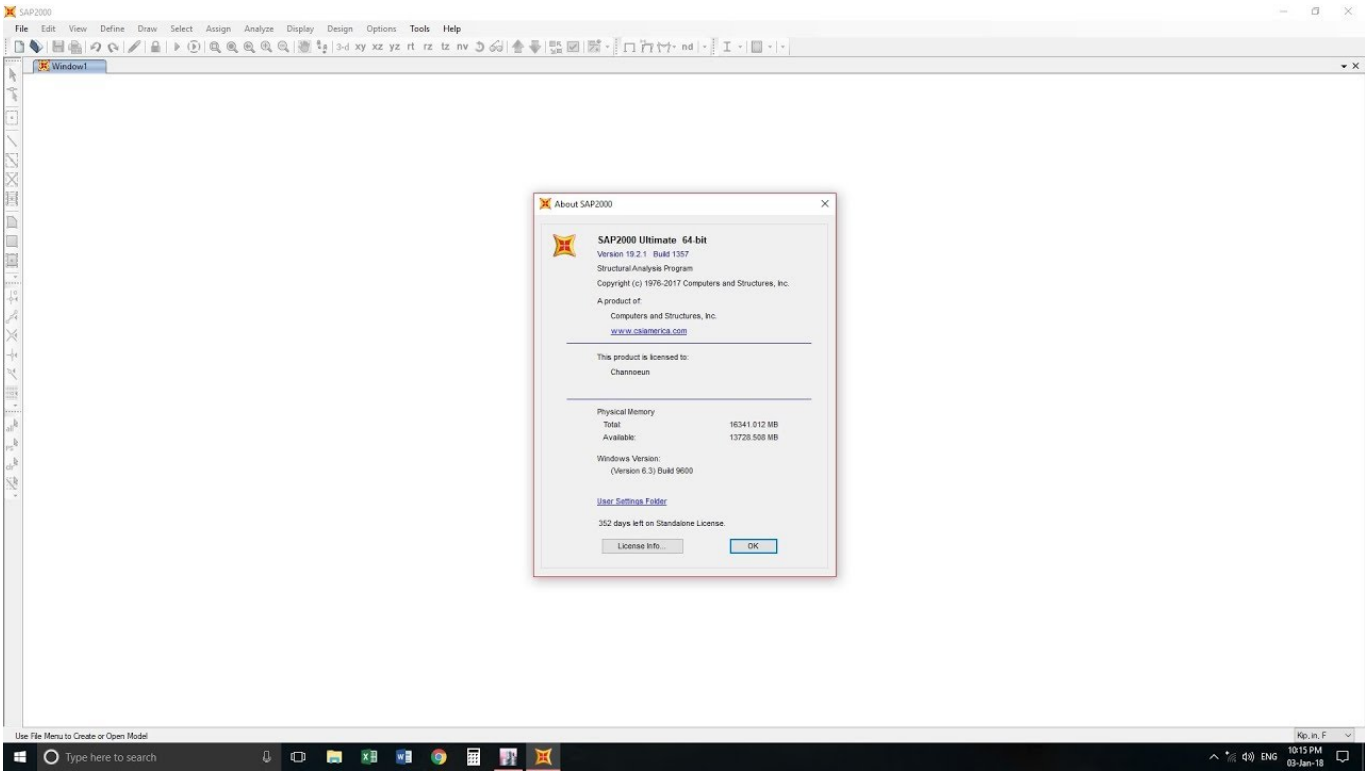 SAP2000
File Edit View Define Draw Select Assign Analyze Display Design Options Tools Help
3-d xy xz yz rt rz tz nv nd
Window1
About SAP2000
SAP2000 Ultimate 64-bit
Version 19.2.1 Build 1357
Structural Analysis Program
Copyright (c) 1976-2017 Computers and Structures, Inc.
A product of:
Computers and Structures, Inc.
www.csiamerica.com
This product is licensed to:
Channoeun
Physical Memory
Total: 16341.012 MB
Available: 13728.508 MB
Windows Version:
(Version 6.3) Build 9600
User Settings Folder
352 days left on Standalone License.
License Info... OK
all
ps
clr
Use File Menu to Create or Open Model
Kip, in, F
Type here to search
ENG
10:15 PM
03-Jan-18